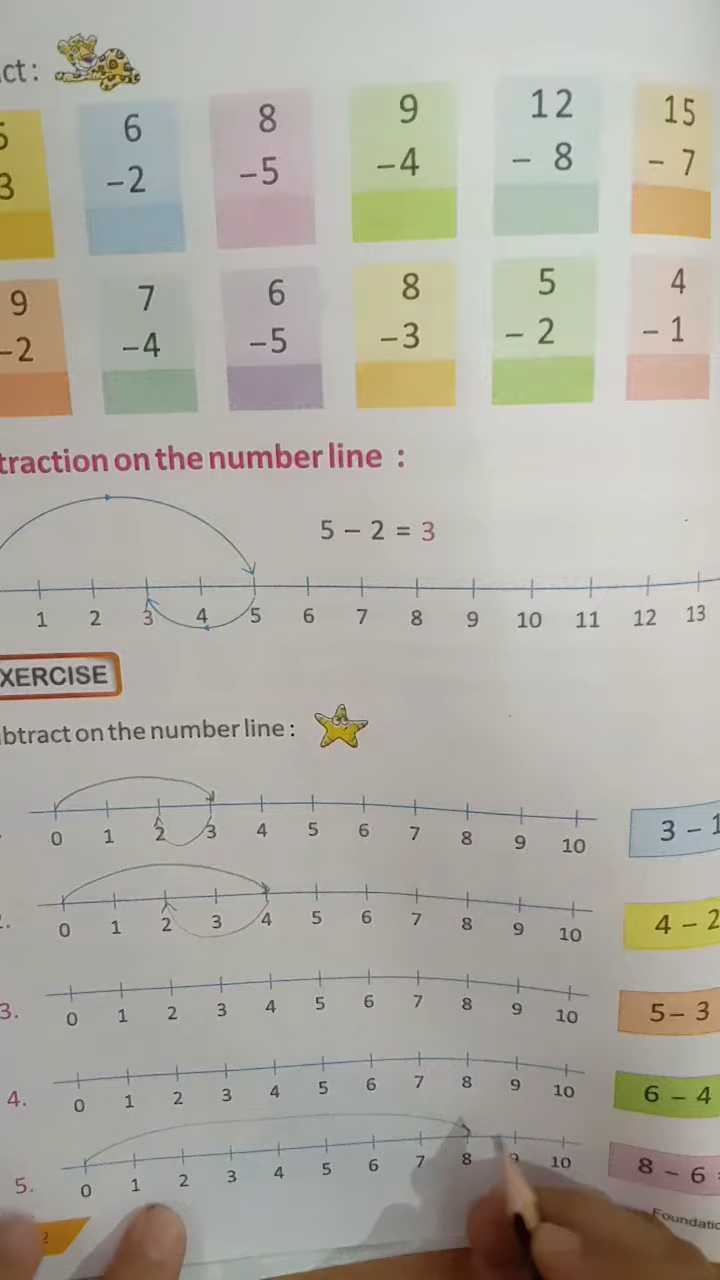 ct:
5 6 8 9 12 15
3 -2 -5 -4 - 8 - 7
9 7 6 8 5 4
-2 -4 -5 -3 - 2 - 1
traction on the number line :
5 - 2 = 3
1 2 3 4 5 6 7 8 9 10 11 12 13
XERCISE
btract on the number line :
0 1 2 3 4 5 6 7 8 9 10 3 - 1
2. 0 1 2 3 4 5 6 7 8 9 10 4 - 2
3. 0 1 2 3 4 5 6 7 8 9 10 5 - 3
4. 0 1 2 3 4 5 6 7 8 9 10 6 - 4
5. 0 1 2 3 4 5 6 7 8 9 10 8 - 6 =
Foundatio